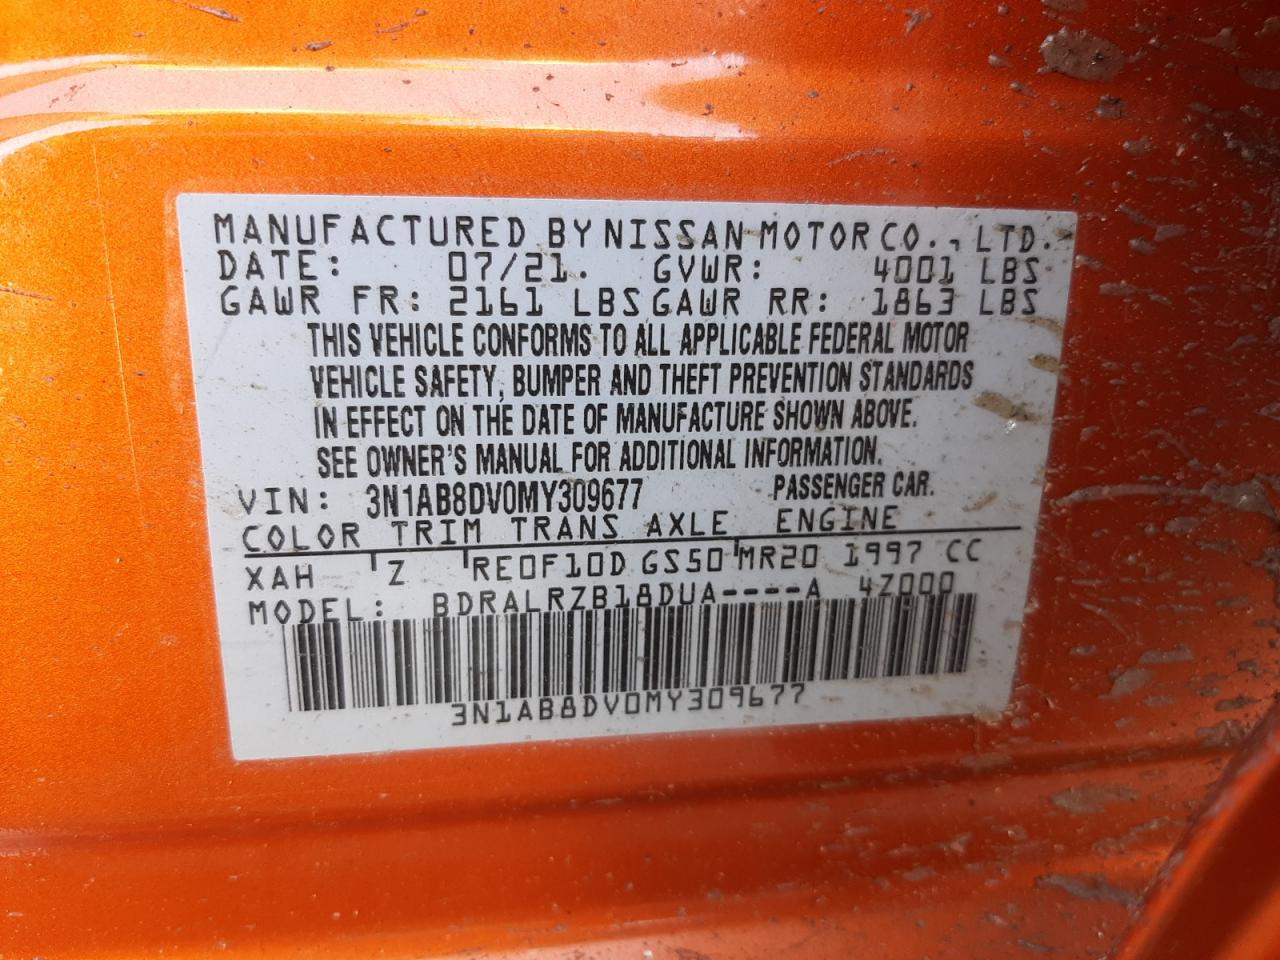 MANUFACTURED BY NISSAN MOTOR CO., LTD.
DATE: 07/21. GVWR: 4001 LBS
GAWR FR: 2161 LBS GAWR RR: 1863 LBS
THIS VEHICLE CONFORMS TO ALL APPLICABLE FEDERAL MOTOR
VEHICLE SAFETY, BUMPER AND THEFT PREVENTION STANDARDS
IN EFFECT ON THE DATE OF MANUFACTURE SHOWN ABOVE.
SEE OWNER'S MANUAL FOR ADDITIONAL INFORMATION.
VIN: 3N1AB8DV0MY309677 PASSENGER CAR.
COLOR TRIM TRANS AXLE ENGINE
XAH Z RE0F10D GS50 MR20 1997 CC
MODEL: BDRALRZB18DUA----A 4Z000
3N1AB8DV0MY309677